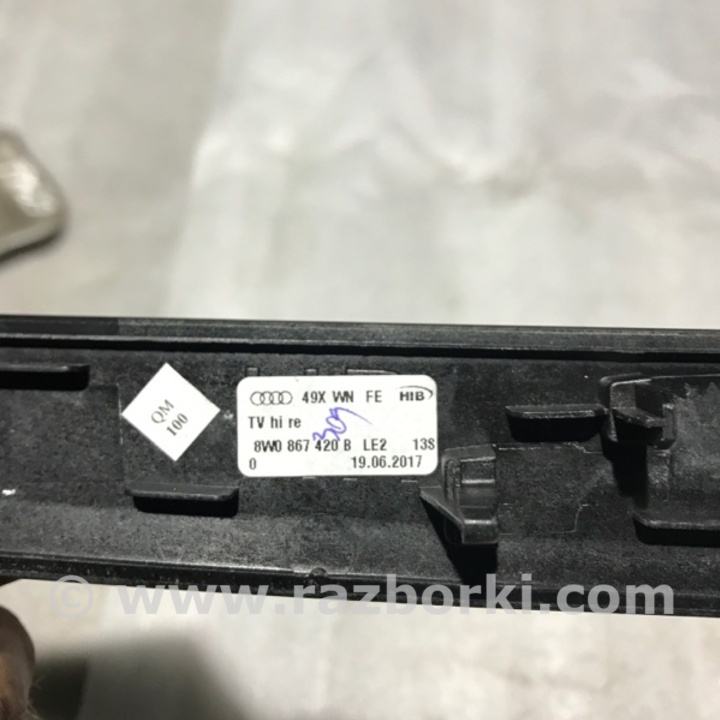 QM
100
49X WN FE HIB
TV hi re
309
8W0 867 420 B LE2 13S
0 19.06.2017
© www.razborki.com